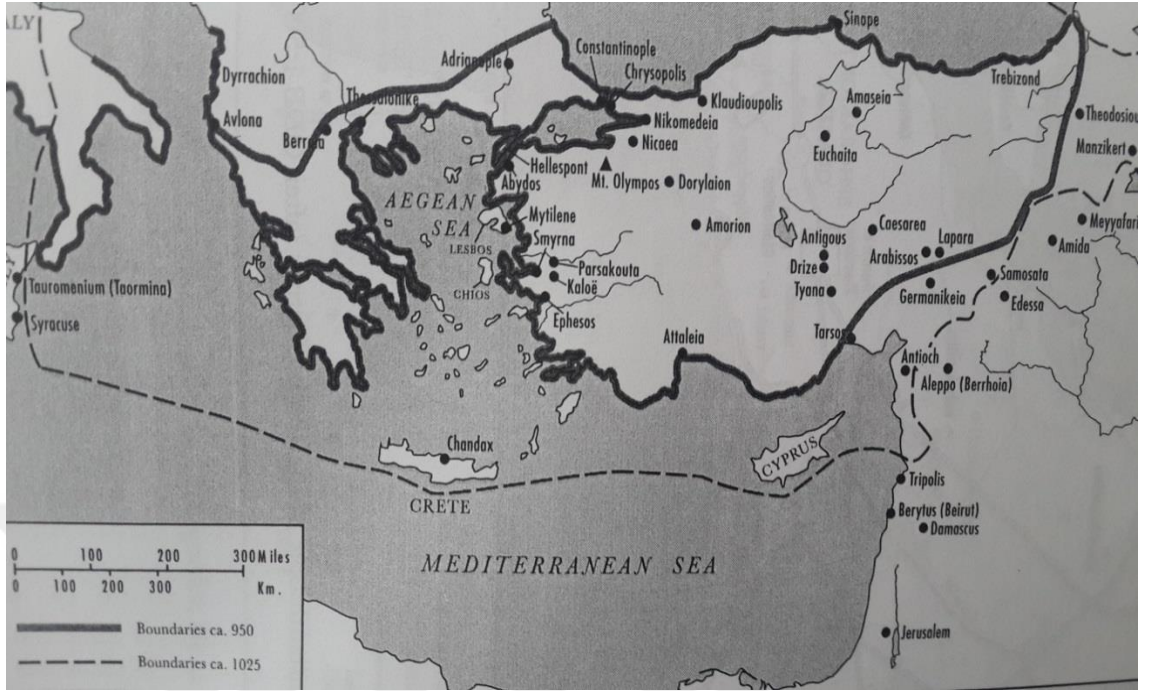 ALY
Sinope
Constantinople
Adrianople
Chrysopolis
Dyrrachion
Trebizond
Thessalonike
Klaudioupolis
Amaseia
Avlona
Nikomedeia
Theodosiou
Berroia
Nicaea
Euchaita
Manzikert
Hellespont
Abydos
Mt. Olympos
Dorylaion
AEGEAN
SEA
Mytilene
LESBOS
Amorion
Caesarea
Meyyafari
Smyrna
Antigous
Lapara
Arabissos
Amida
Parsakouta
Drize
Samosata
Tauromenium (Taormina)
Kaloë
CHIOS
Tyana
Germanikeia
Edessa
Syracuse
Ephesos
Attaleia
Tarsos
Antioch
Aleppo (Berrhoia)
Chandax
CYPRUS
CRETE
Tripolis
Berytus (Beirut)
Damascus
MEDITERRANEAN SEA
0 100 200 300 Miles
0 100 200 300 Km.
Boundaries ca. 950
Boundaries ca. 1025
Jerusalem